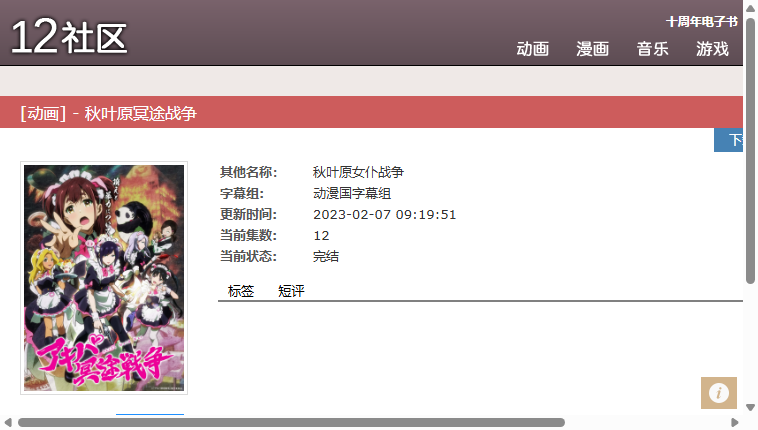 12社区
十周年电子书
动画 漫画 音乐 游戏
[动画] - 秋叶原冥途战争
其他名称： 秋叶原女仆战争
字幕组： 动漫国字幕组
更新时间： 2023-02-07 09:19:51
当前集数： 12
当前状态： 完结
标签 短评
アキバ
冥途戦争